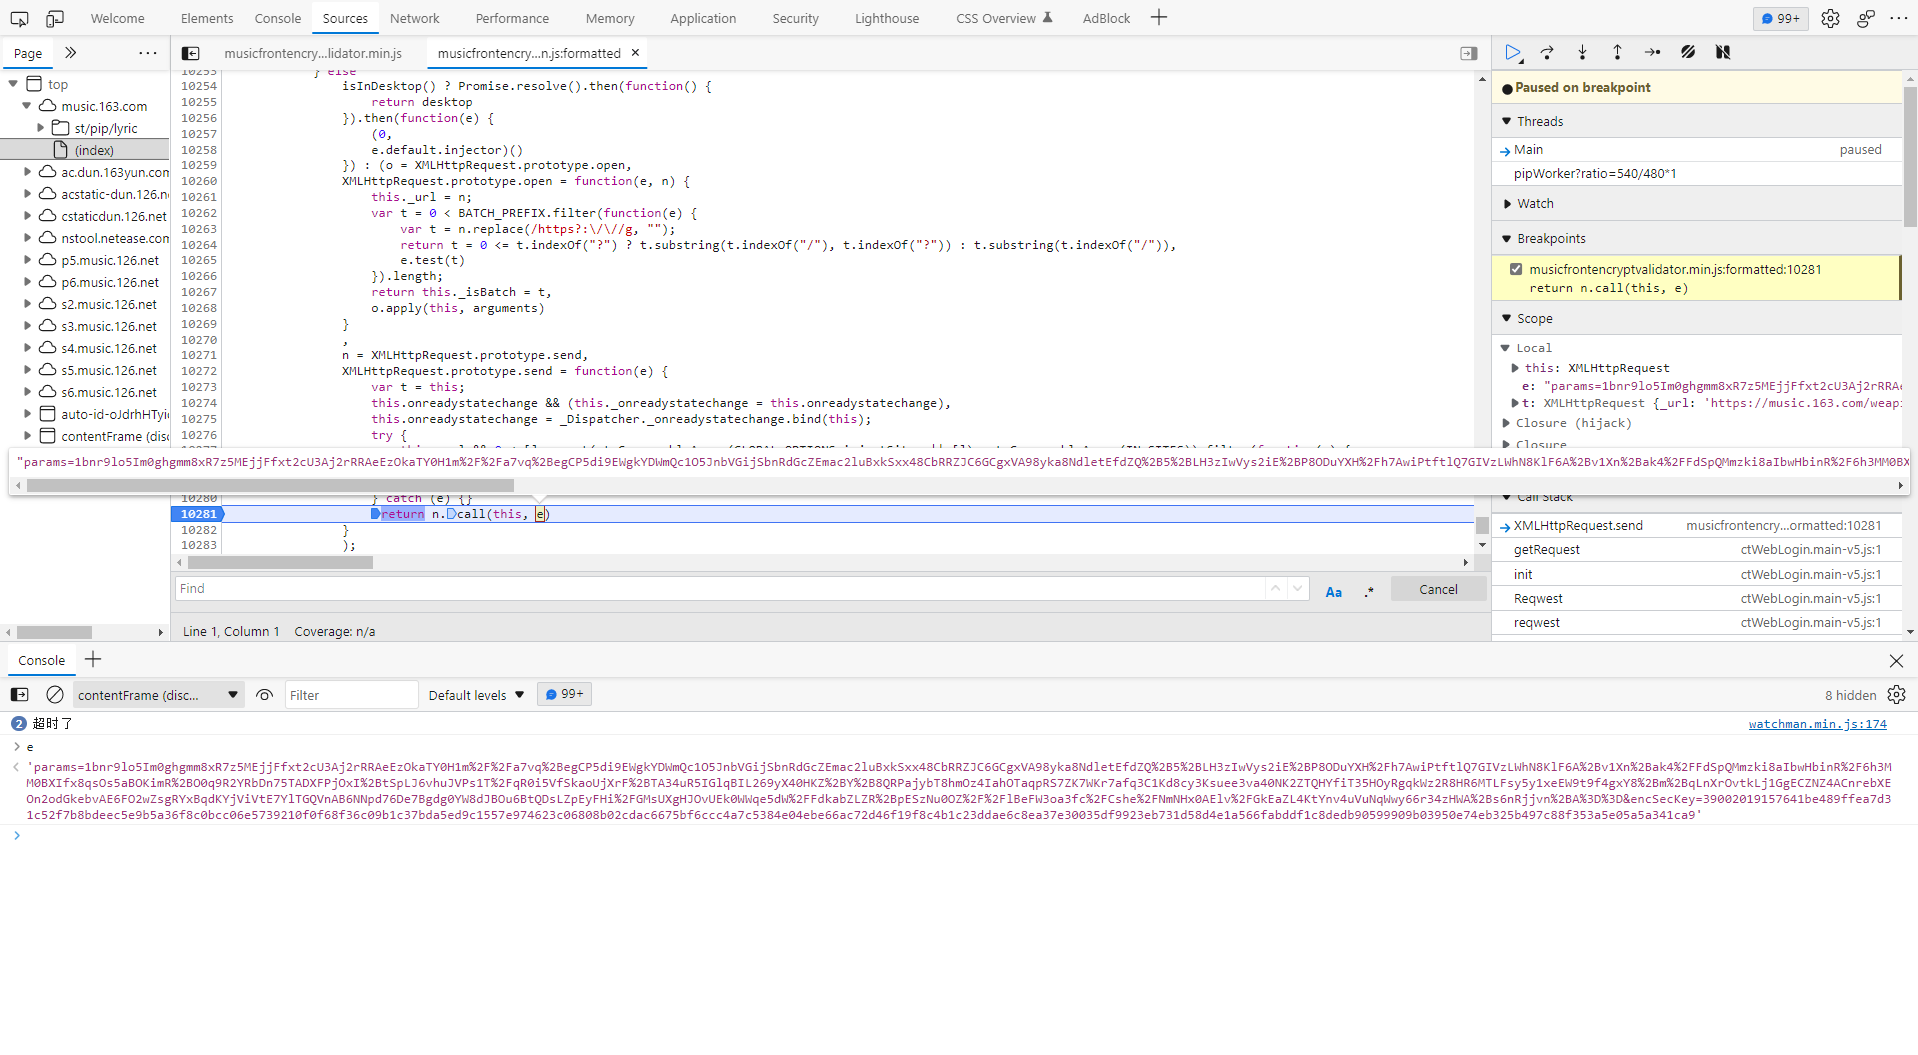 Welcome Elements Console Sources Network Performance Memory Application Security Lighthouse CSS Overview AdBlock 99+
Page musicfrontencry...lidator.min.js musicfrontencry...n.js:formatted
top
music.163.com
st/pip/lyric
(index)
ac.dun.163yun.com
acstatic-dun.126.n
cstaticdun.126.net
nstool.netease.com
p5.music.126.net
p6.music.126.net
s2.music.126.net
s3.music.126.net
s4.music.126.net
s5.music.126.net
s6.music.126.net
auto-id-oJdrhHTyi
contentFrame (disc
10253 } else
10254 isInDesktop() ? Promise.resolve().then(function() {
10255 return desktop
10256 }).then(function(e) {
10257 (0,
10258 e.default.injector)()
10259 }) : (o = XMLHttpRequest.prototype.open,
10260 XMLHttpRequest.prototype.open = function(e, n) {
10261 this._url = n;
10262 var t = 0 < BATCH_PREFIX.filter(function(e) {
10263 var t = n.replace(/https?:\/\//g, "");
10264 return t = 0 <= t.indexOf("?") ? t.substring(t.indexOf("/"), t.indexOf("?")) : t.substring(t.indexOf("/")),
10265 e.test(t)
10266 }).length;
10267 return this._isBatch = t,
10268 o.apply(this, arguments)
10269 }
10270 ,
10271 n = XMLHttpRequest.prototype.send,
10272 XMLHttpRequest.prototype.send = function(e) {
10273 var t = this;
10274 this.onreadystatechange && (this._onreadystatechange = this.onreadystatechange),
10275 this.onreadystatechange = _Dispatcher._onreadystatechange.bind(this);
10276 try {
10280 } catch (e) {}
10281 return n.call(this, e)
10282 }
10283 );
Find Aa .* Cancel
Line 1, Column 1 Coverage: n/a
Paused on breakpoint
Threads
Main paused
pipWorker?ratio=540/480*1
Watch
Breakpoints
musicfrontencryptvalidator.min.js:formatted:10281
return n.call(this, e)
Scope
Local
this: XMLHttpRequest
e: "params=1bnr9lo5Im0ghgmm8xR7z5MEjjFfxt2cU3Aj2rRRAe
t: XMLHttpRequest {_url: 'https://music.163.com/weapi
Closure (hijack)
Closure
"params=1bnr9lo5Im0ghgmm8xR7z5MEjjFfxt2cU3Aj2rRRAeEzOkaTY0H1m%2F%2Fa7vq%2BegCP5di9EWgkYDWmQc1O5JnbVGijSbnRdGcZEmac2luBxkSxx48CbRRZJC6GCgxVA98yka8NdletEfdZQ%2B5%2BLH3zIwVys2iE%2BP8ODuYXH%2Fh7AwiPtftlQ7GIVzLWhN8KlF6A%2Bv1Xn%2Bak4%2FFdSpQMmzki8aIbwHbinR%2F6h3MM0BX
Call Stack
XMLHttpRequest.send musicfrontencry...ormatted:10281
getRequest ctWebLogin.main-v5.js:1
init ctWebLogin.main-v5.js:1
Reqwest ctWebLogin.main-v5.js:1
reqwest ctWebLogin.main-v5.js:1
Console
contentFrame (disc... Filter Default levels 99+ 8 hidden
2 超时了 watchman.min.js:174
e
'params=1bnr9lo5Im0ghgmm8xR7z5MEjjFfxt2cU3Aj2rRRAeEzOkaTY0H1m%2F%2Fa7vq%2BegCP5di9EWgkYDWmQc1O5JnbVGijSbnRdGcZEmac2luBxkSxx48CbRRZJC6GCgxVA98yka8NdletEfdZQ%2B5%2BLH3zIwVys2iE%2BP8ODuYXH%2Fh7AwiPtftlQ7GIVzLWhN8KlF6A%2Bv1Xn%2Bak4%2FFdSpQMmzki8aIbwHbinR%2F6h3M
M0BXIfx8qsOs5aBOKimR%2BO0q9R2YRbDn75TADXFPjOxI%2BtSpLJ6vhuJVPs1T%2FqR0i5VfSkaoUjXrF%2BTA34uR5IGlqBIL269yX40HKZ%2BY%2B8QRPajybT8hmOz4IahOTaqpRS7ZK7WKr7afq3C1Kd8cy3Ksuee3va40NK2ZTQHYfiT35HOyRgqkWz2R8HR6MTLFsy5y1xeEW9t9f4gxY8%2Bm%2BqLnXrOvtkLj1GgECZNZ4ACnrebXE
On2odGkebvAE6FO2wZsgRYxBqdKYjViVtE7YlTGQVnAB6NNpd76De7Bgdg0YW8dJBOu6BtQDsLZpEyFHi%2FGMsUXgHJOvUEk0WWqe5dW%2FFdkabZLZR%2BpESzNu0OZ%2F%2FlBeFW3oa3fc%2FCshe%2FNmNHx0AElv%2FGkEaZL4KtYnv4uVuNqWwy66r34zHWA%2Bs6nRjjvn%2BA%3D%3D&encSecKey=39002019157641be489ffea7d3
1c52f7b8bdeec5e9b5a36f8c0bcc06e5739210f0f68f36c09b1c37bda5ed9c1557e974623c06808b02cdac6675bf6ccc4a7c5384e04ebe66ac72d46f19f8c4b1c23ddae6c8ea37e30035df9923eb731d58d4e1a566fabddf1c8dedb90599909b03950e74eb325b497c88f353a5e05a5a341ca9'